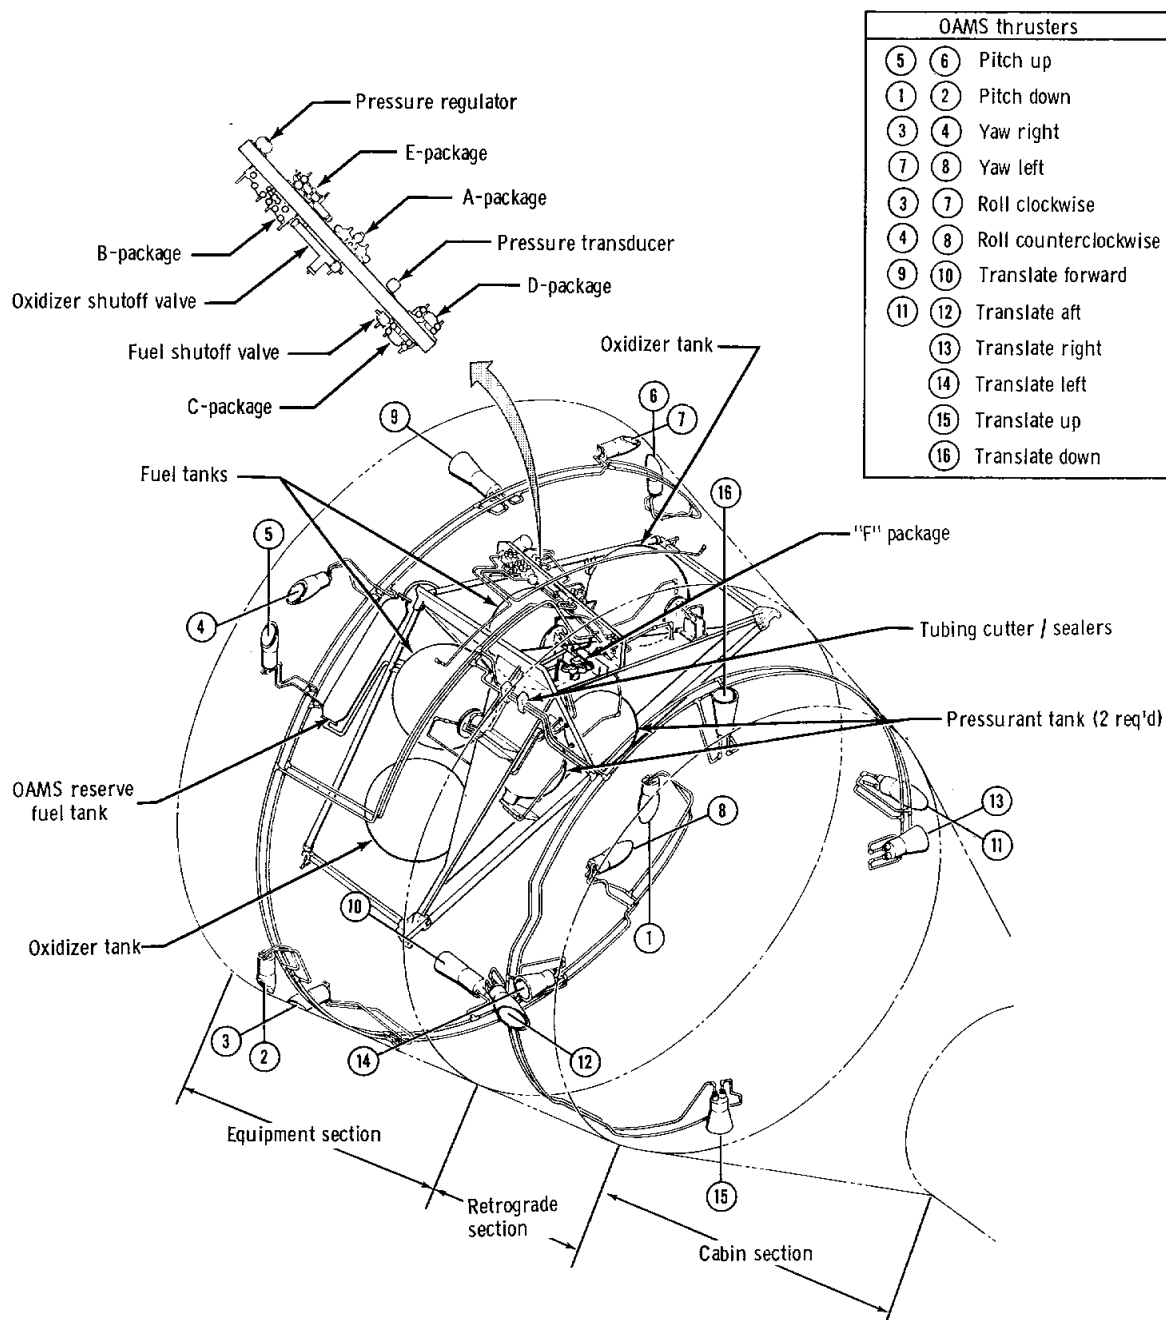 OAMS thrusters
5 6 Pitch up
1 2 Pitch down
3 4 Yaw right
7 8 Yaw left
3 7 Roll clockwise
4 8 Roll counterclockwise
9 10 Translate forward
11 12 Translate aft
13 Translate right
14 Translate left
15 Translate up
16 Translate down
Pressure regulator
E-package
A-package
B-package
Pressure transducer
Oxidizer shutoff valve
D-package
Fuel shutoff valve
C-package
Oxidizer tank
6
7
9
Fuel tanks
16
5
"F" package
4
Tubing cutter / sealers
Pressurant tank (2 req'd)
OAMS reserve
fuel tank
13
8
11
10
1
Oxidizer tank
3
2
14
12
Equipment section
15
Retrograde
section
Cabin section